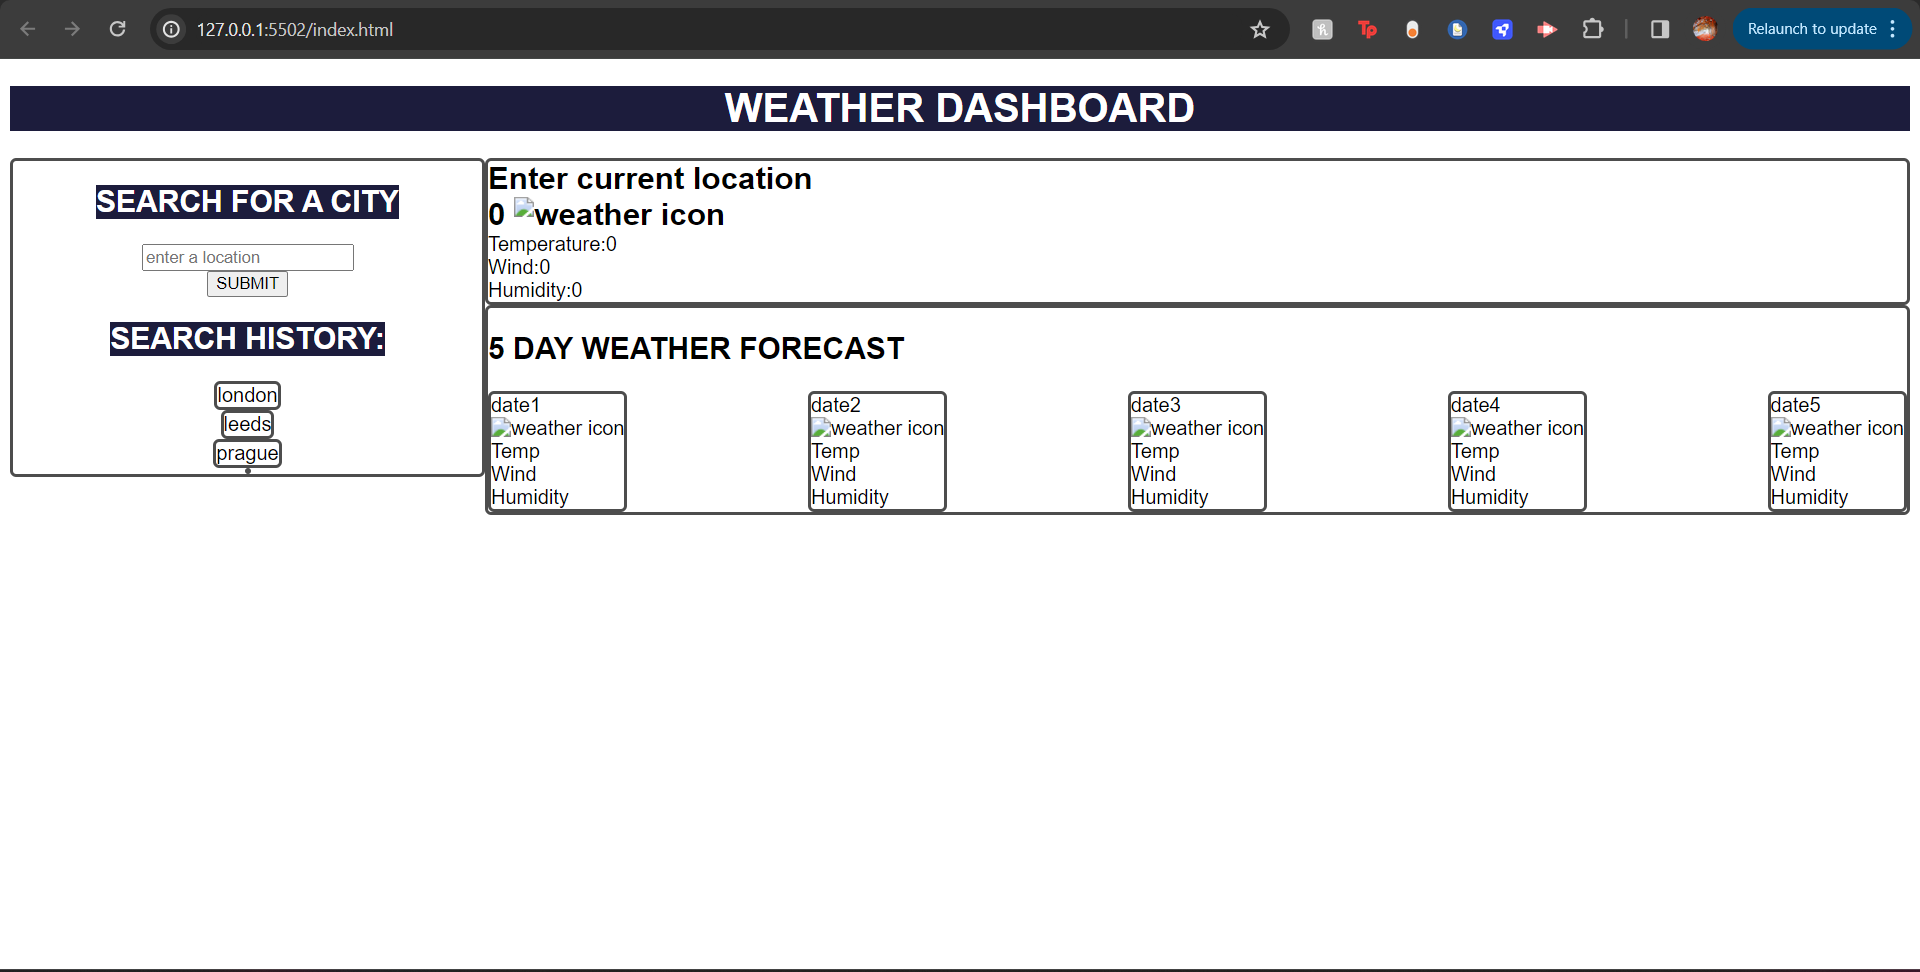 127.0.0.1:5502/index.html
Tp
Relaunch to update
WEATHER DASHBOARD
SEARCH FOR A CITY
enter a location
SUBMIT
SEARCH HISTORY:
london
leeds
prague
Enter current location
0 weather icon
Temperature:0
Wind:0
Humidity:0
5 DAY WEATHER FORECAST
date1
weather icon
Temp
Wind
Humidity
date2
weather icon
Temp
Wind
Humidity
date3
weather icon
Temp
Wind
Humidity
date4
weather icon
Temp
Wind
Humidity
date5
weather icon
Temp
Wind
Humidity